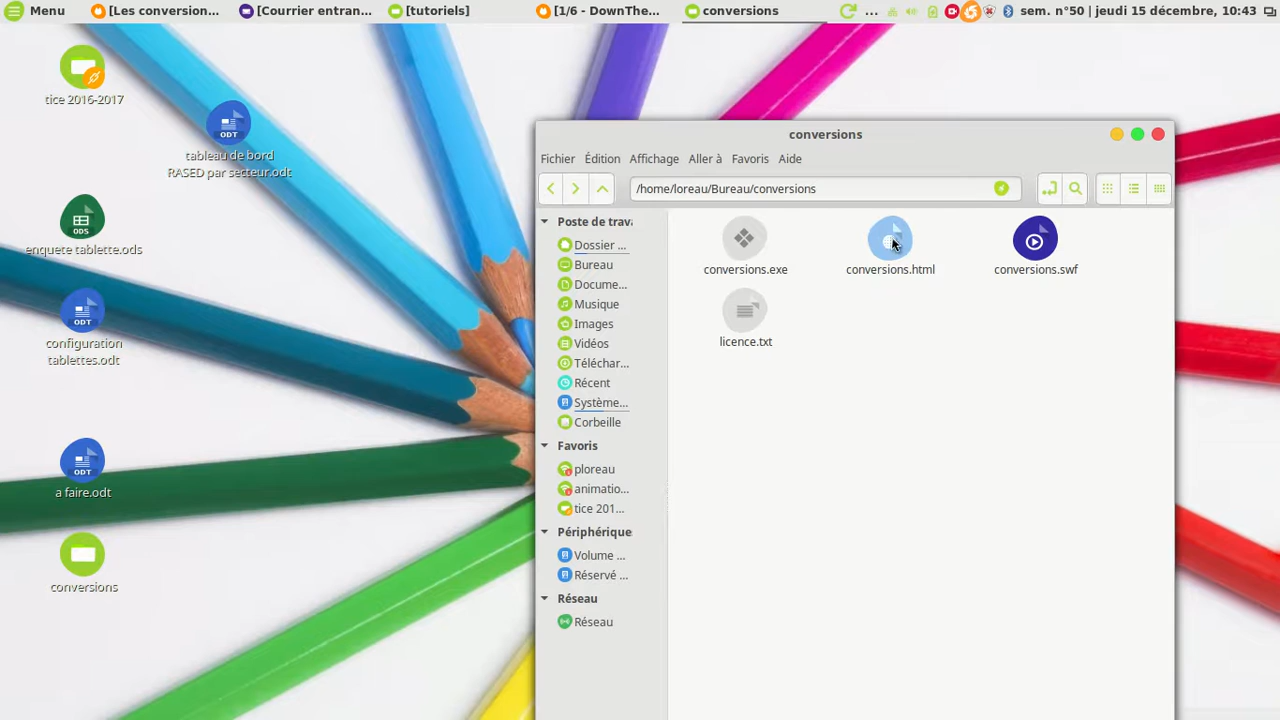 Menu
[Les conversion...
[Courrier entran...
[tutoriels]
[1/6 - DownThe...
conversions
...
sem. n°50 | jeudi 15 décembre, 10:43
tice 2016-2017
ODT
tableau de bord
RASED par secteur.odt
ODS
enquete tablette.ods
ODT
configuration
tablettes.odt
ODT
a faire.odt
conversions
conversions
Fichier
Édition
Affichage
Aller à
Favoris
Aide
/home/loreau/Bureau/conversions
Poste de trava
Dossier ...
Bureau
Docume...
Musique
Images
Vidéos
Téléchar...
Récent
Système...
Corbeille
Favoris
ploreau
animatio...
tice 201...
Périphérique
Volume ...
Réservé ...
Réseau
Réseau
conversions.exe
conversions.html
conversions.swf
licence.txt